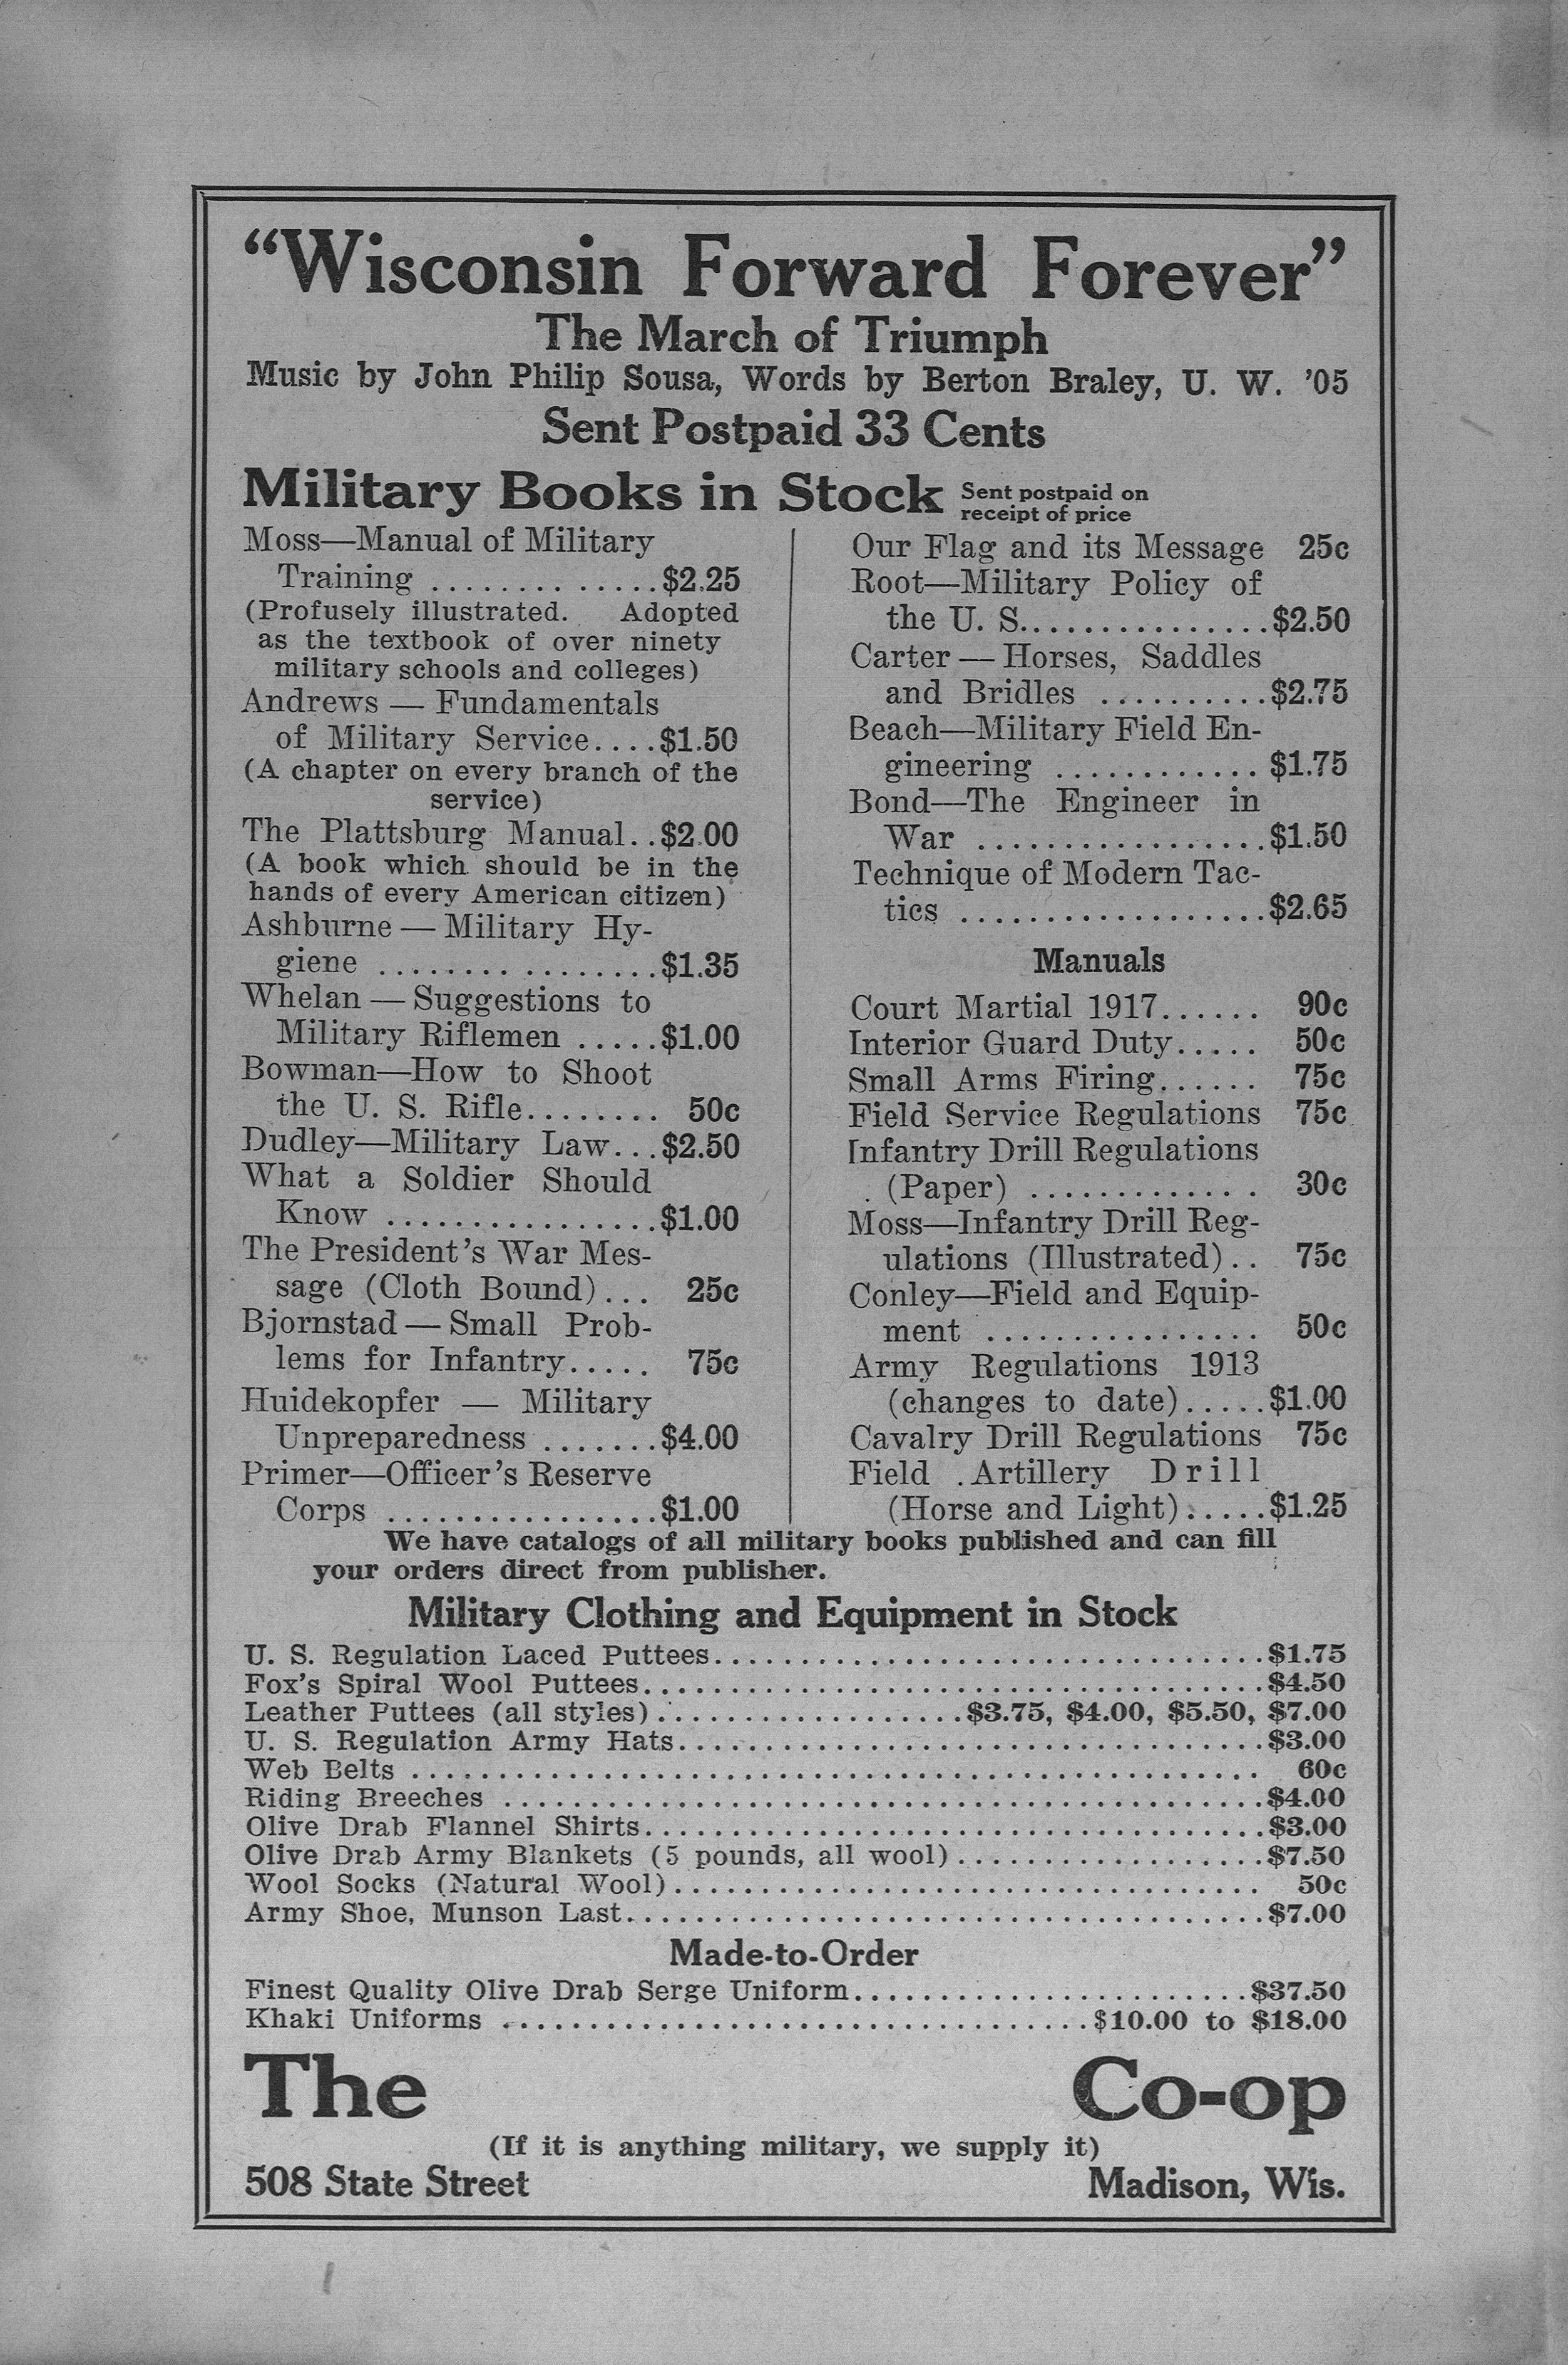 “Wisconsin Forward Forever”
The March of Triumph
Music by John Philip Sousa, Words by Berton Braley, U. W. ’05
Sent Postpaid 33 Cents
Military Books in Stock Sent postpaid on
receipt of price
Moss—Manual of Military
Training .............$2.25
(Profusely illustrated. Adopted
as the textbook of over ninety
military schools and colleges)
Andrews — Fundamentals
of Military Service....$1.50
(A chapter on every branch of the
service)
The Plattsburg Manual..$2.00
(A book which should be in the
hands of every American citizen)
Ashburne — Military Hy-
giene ................$1.35
Whelan — Suggestions to
Military Riflemen .....$1.00
Bowman—How to Shoot
the U. S. Rifle........ 50c
Dudley—Military Law...$2.50
What a Soldier Should
Know ................$1.00
The President’s War Mes-
sage (Cloth Bound)... 25c
Bjornstad — Small Prob-
lems for Infantry..... 75c
Huidekopfer — Military
Unpreparedness .......$4.00
Primer—Officer’s Reserve
Corps ................$1.00
Our Flag and its Message 25c
Root—Military Policy of
the U. S...............$2.50
Carter — Horses, Saddles
and Bridles ..........$2.75
Beach—Military Field En-
gineering ............ $1.75
Bond—The Engineer in
War .................$1.50
Technique of Modern Tac-
tics ..................$2.65
Manuals
Court Martial 1917...... 90c
Interior Guard Duty..... 50c
Small Arms Firing...... 75c
Field Service Regulations 75c
Infantry Drill Regulations
(Paper) ............. 30c
Moss—Infantry Drill Reg-
ulations (Illustrated).. 75c
Conley—Field and Equip-
ment ................ 50c
Army Regulations 1913
(changes to date).....$1.00
Cavalry Drill Regulations 75c
Field Artillery Drill
(Horse and Light).....$1.25
We have catalogs of all military books published and can fill
your orders direct from publisher.
Military Clothing and Equipment in Stock
U. S. Regulation Laced Puttees.................................$1.75
Fox’s Spiral Wool Puttees.....................................$4.50
Leather Puttees (all styles)..................$3.75, $4.00, $5.50, $7.00
U. S. Regulation Army Hats...................................$3.00
Web Belts .................................................. 60c
Riding Breeches .............................................$4.00
Olive Drab Flannel Shirts.....................................$3.00
Olive Drab Army Blankets (5 pounds, all wool)...................$7.50
Wool Socks (Natural Wool)................................... 50c
Army Shoe, Munson Last......................................$7.00
Made-to-Order
Finest Quality Olive Drab Serge Uniform........................$37.50
Khaki Uniforms ..................................$10.00 to $18.00
The Co-op
(If it is anything military, we supply it)
508 State Street Madison, Wis.